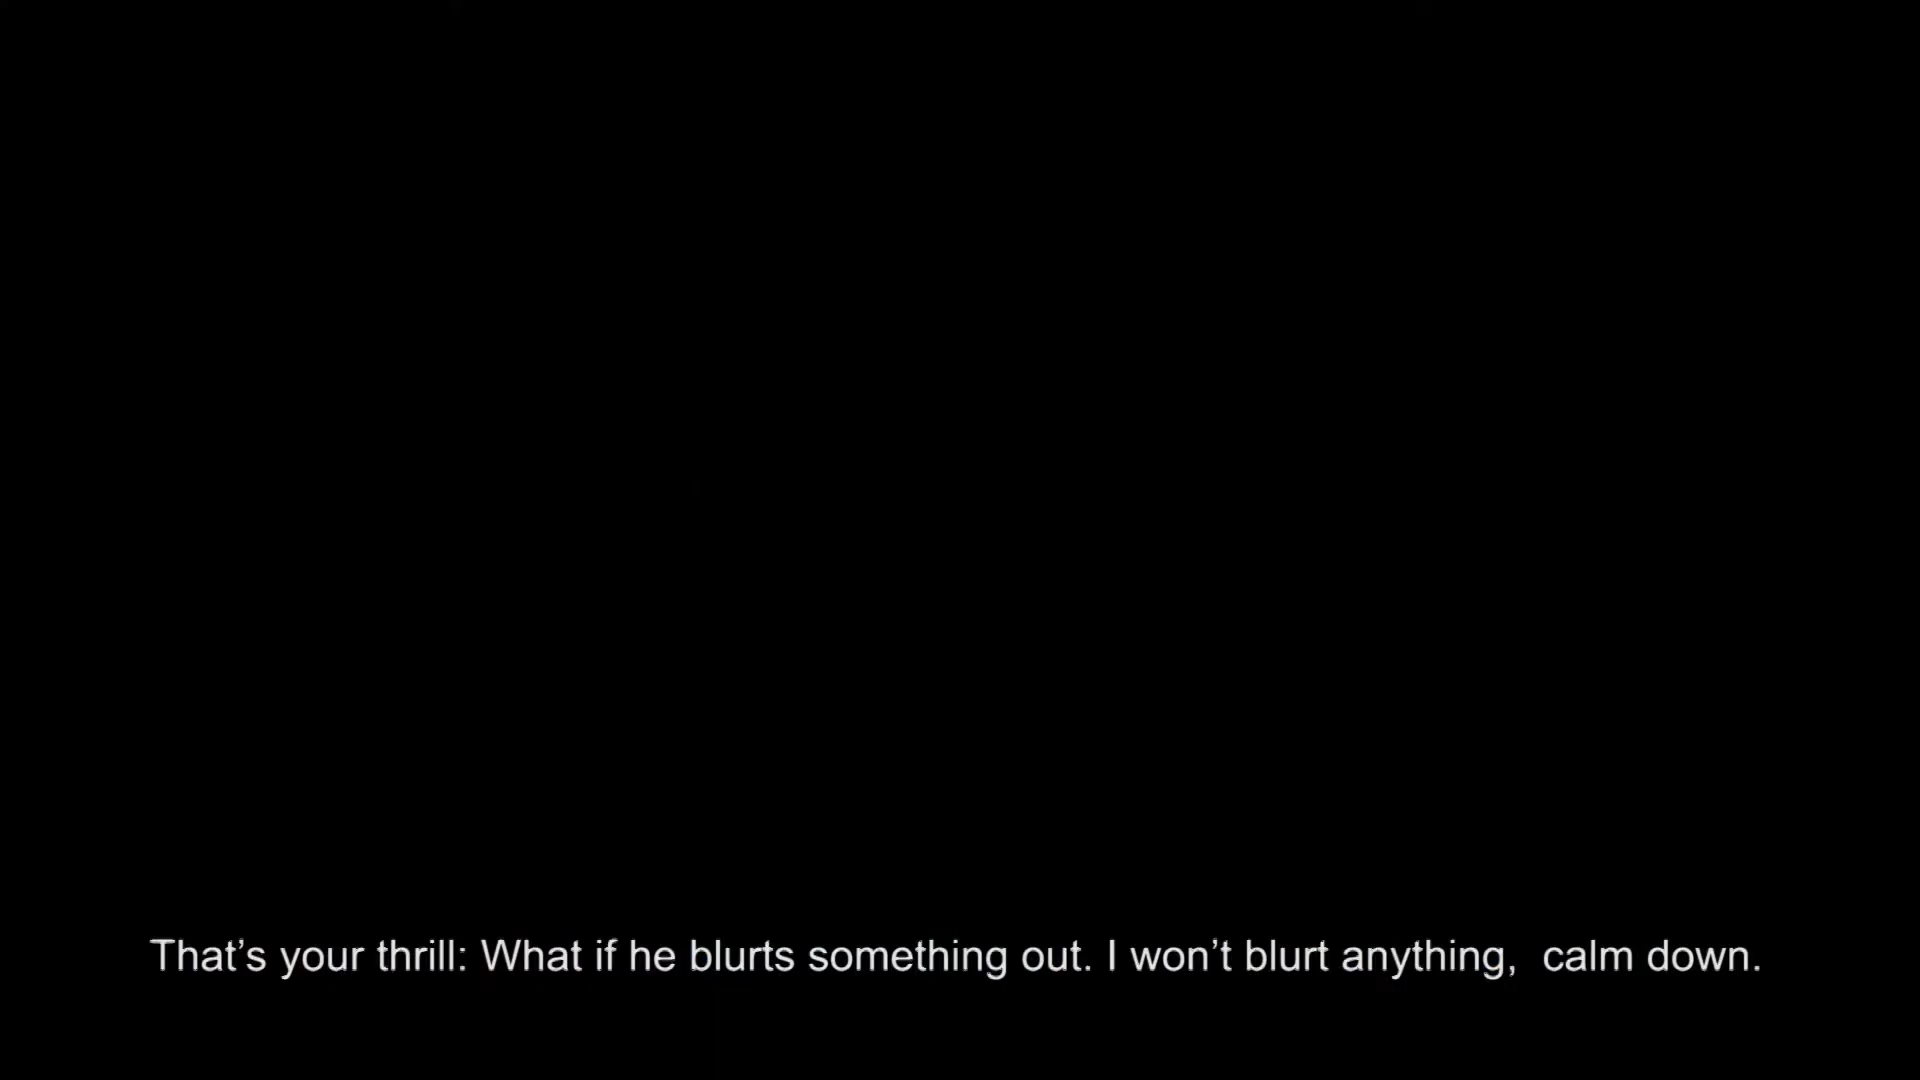 That’s your thrill: What if he blurts something out. I won’t blurt anything,  calm down.